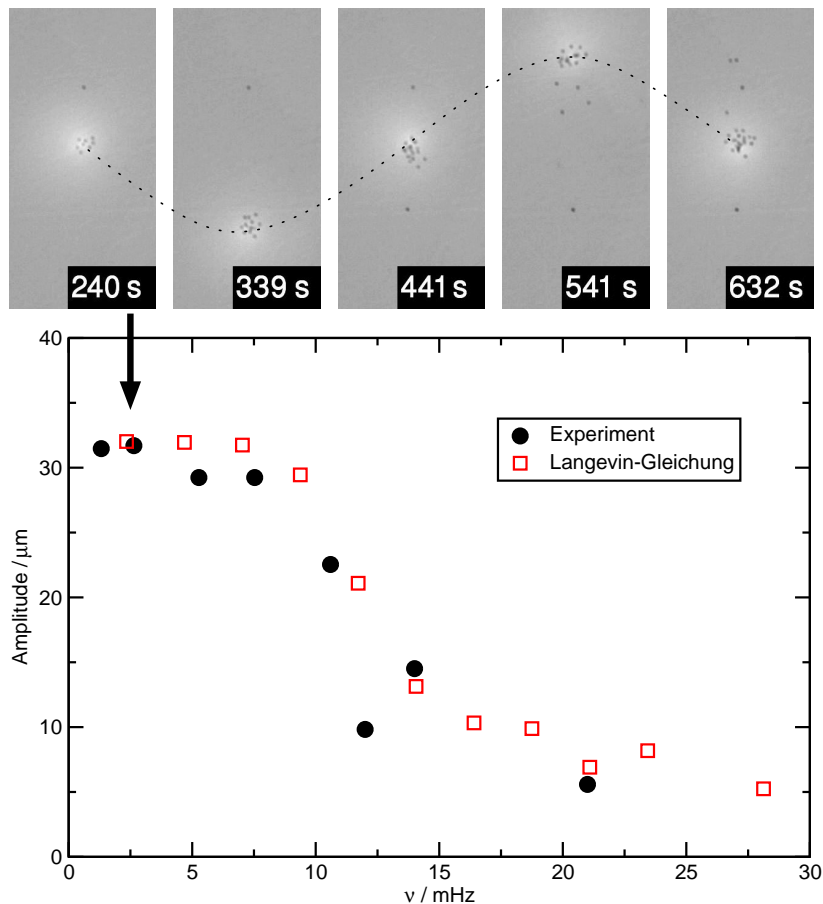 240 s 339 s 441 s 541 s 632 s
40
30
20
10
0
Amplitude / μm
Experiment
Langevin-Gleichung
0 5 10 15 20 25 30
ν / mHz